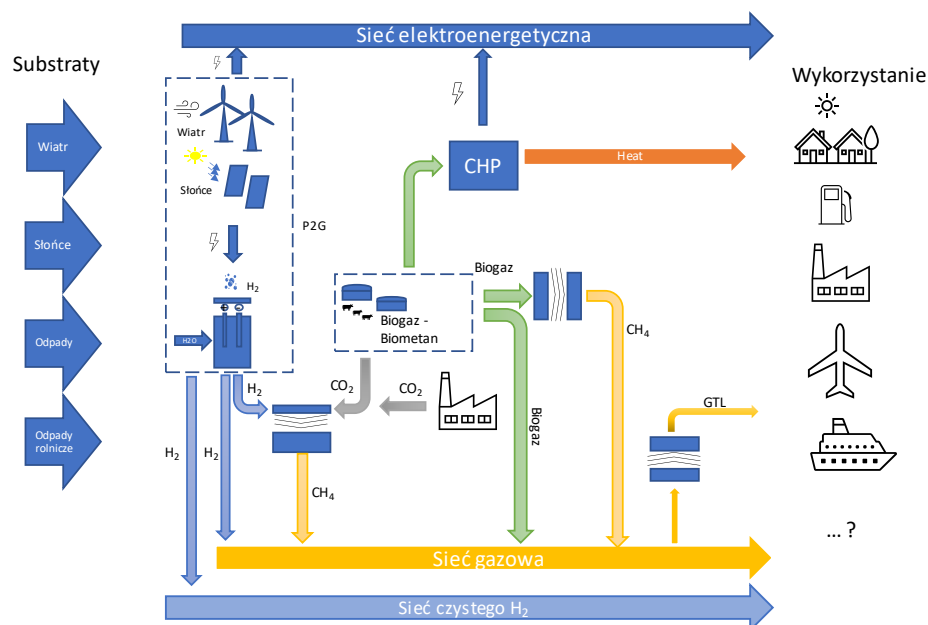 Sieć elektroenergetyczna
Substraty
Wykorzystanie
Wiatr
Wiatr
Słońce
CHP
Heat
P2G
Słońce
Biogaz
H₂
Biogaz -
Biometan
CH₄
Odpady
H2O
H₂
CO₂
CO₂
GTL
Biogaz
Odpady
rolnicze
H₂
H₂
CH₄
... ?
Sieć gazowa
Sieć czystego H₂